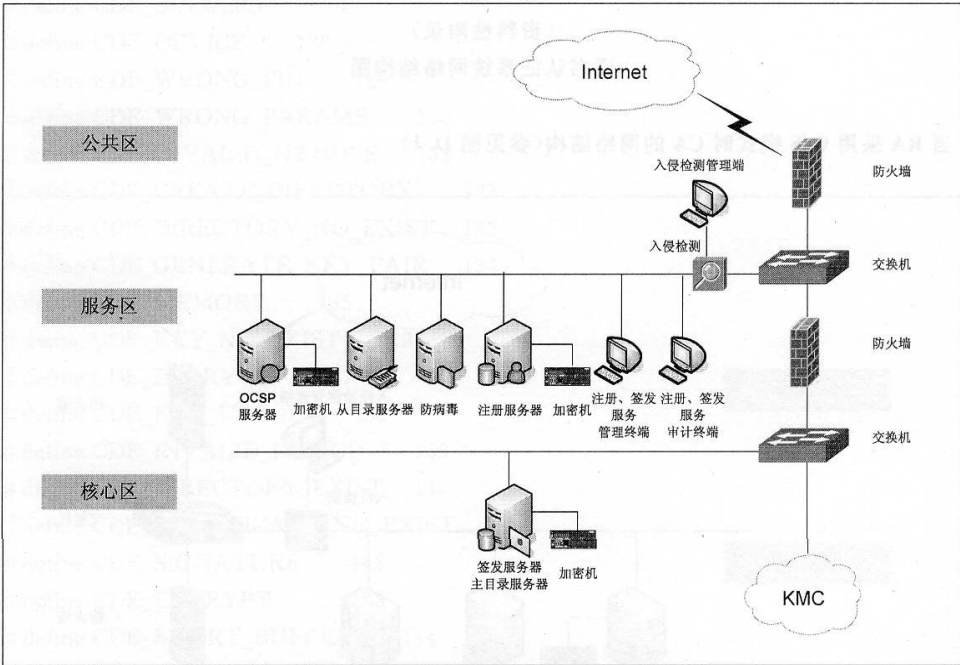 Internet
公共区
入侵检测管理端
防火墙
入侵检测
交换机
服务区
防火墙
OCSP
服务器
加密机
从目录服务器
防病毒
注册服务器
加密机
注册、签发
服务
管理终端
注册、签发
服务
审计终端
交换机
核心区
签发服务器
主目录服务器
加密机
KMC